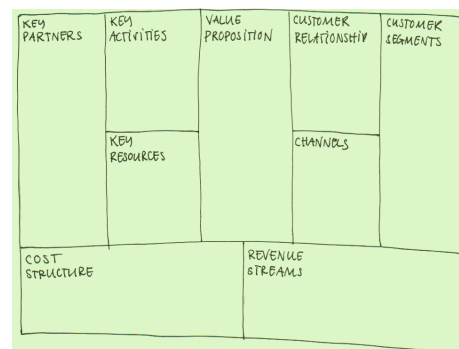 KEY
PARTNERS
KEY
ACTIVITIES
VALUE
PROPOSITION
CUSTOMER
RELATIONSHIP
CUSTOMER
SEGMENTS
KEY
RESOURCES
CHANNELS
COST
STRUCTURE
REVENUE
STREAMS